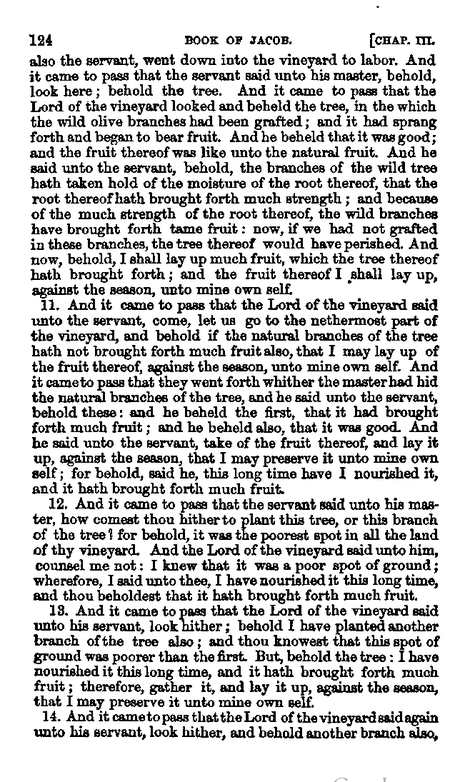 124 BOOK OF JACOB. [CHAP. III.
also the servant, went down into the vineyard to labor. And
it came to pass that the servant said unto his master, behold,
look here; behold the tree. And it came to pass that the
Lord of the vineyard looked and beheld the tree, in the which
the wild olive branches had been grafted; and it had sprang
forth and began to bear fruit. And he beheld that it was good;
and the fruit thereof was like unto the natural fruit. And he
said unto the servant, behold, the branches of the wild tree
hath taken hold of the moisture of the root thereof, that the
root thereof hath brought forth much strength; and because
of the much strength of the root thereof, the wild branches
have brought forth tame fruit: now, if we had not grafted
in these branches, the tree thereof would have perished. And
now, behold, I shall lay up much fruit, which the tree thereof
hath brought forth; and the fruit thereof I shall lay up,
against the season, unto mine own self.
11. And it came to pass that the Lord of the vineyard said
unto the servant, come, let us go to the nethermost part of
the vineyard, and behold if the natural branches of the tree
hath not brought forth much fruit also, that I may lay up of
the fruit thereof, against the season, unto mine own self. And
it came to pass that they went forth whither the master had hid
the natural branches of the tree, and he said unto the servant,
behold these: and he beheld the first, that it had brought
forth much fruit; and he beheld also, that it was good. And
he said unto the servant, take of the fruit thereof, and lay it
up, against the season, that I may preserve it unto mine own
self; for behold, said he, this long time have I nourished it,
and it hath brought forth much fruit.
12. And it came to pass that the servant said unto his mas-
ter, how comest thou hither to plant this tree, or this branch
of the tree? for behold, it was the poorest spot in all the land
of thy vineyard. And the Lord of the vineyard said unto him,
counsel me not: I knew that it was a poor spot of ground;
wherefore, I said unto thee, I have nourished it this long time,
and thou beholdest that it hath brought forth much fruit.
13. And it came to pass that the Lord of the vineyard said
unto his servant, look hither; behold I have planted another
branch of the tree also; and thou knowest that this spot of
ground was poorer than the first. But, behold the tree: I have
nourished it this long time, and it hath brought forth much
fruit; therefore, gather it, and lay it up, against the season,
that I may preserve it unto mine own self.
14. And it came to pass that the Lord of the vineyard said again
unto his servant, look hither, and behold another branch also,